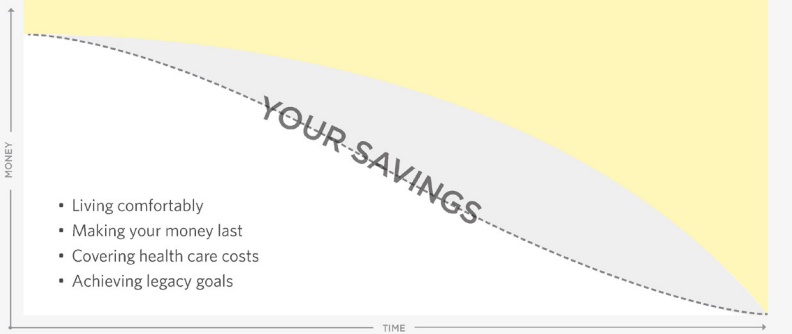 MONEY
YOUR SAVINGS
• Living comfortably
• Making your money last
• Covering health care costs
• Achieving legacy goals
TIME